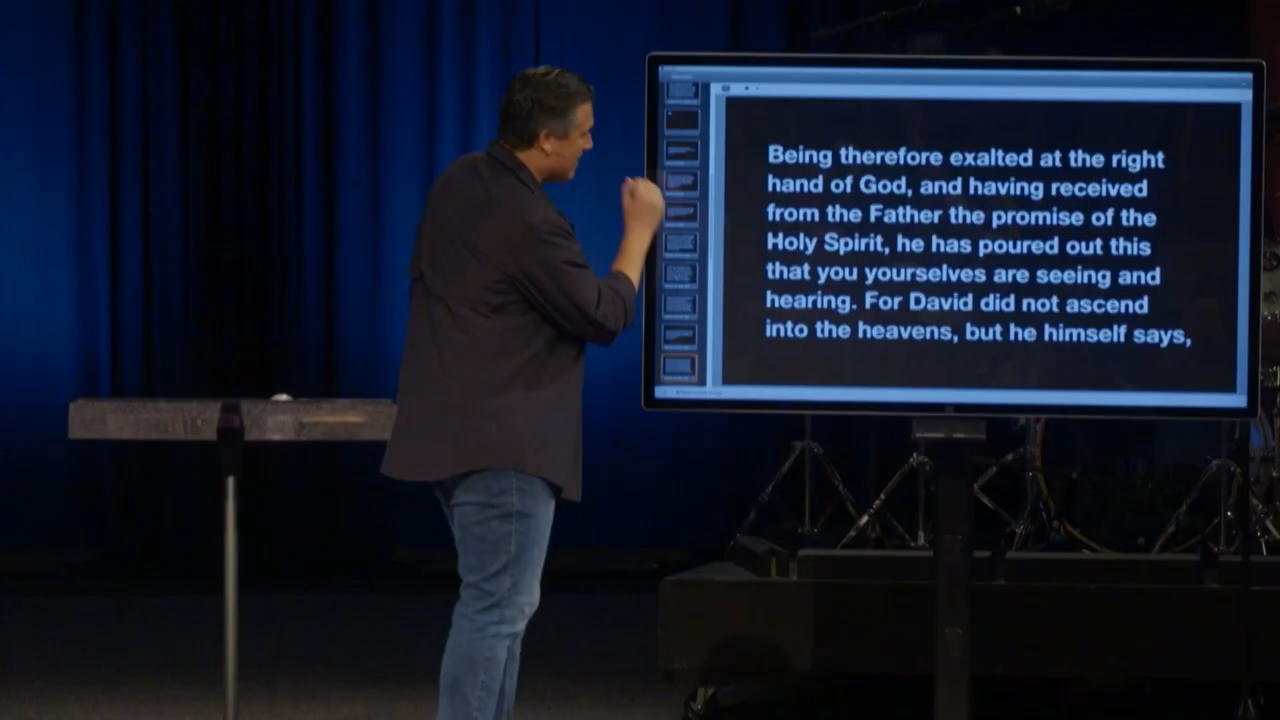 Being therefore exalted at the right
hand of God, and having received
from the Father the promise of the
Holy Spirit, he has poured out this
that you yourselves are seeing and
hearing. For David did not ascend
into the heavens, but he himself says,